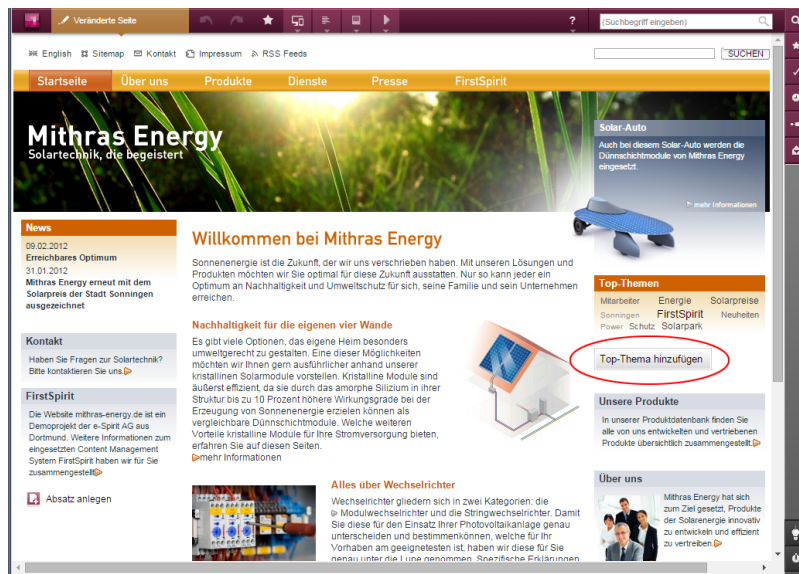 Veränderte Seite
?
(Suchbegriff eingeben)
English Sitemap Kontakt Impressum RSS Feeds
SUCHEN
Startseite Über uns Produkte Dienste Presse FirstSpirit
Mithras Energy
Solartechnik, die begeistert
Solar-Auto
Auch bei diesem Solar-Auto werden die
Dünnschichtmodule von Mithras Energy
eingesetzt.
mehr Informationen
News
09.02.2012
Erreichbares Optimum
31.01.2012
Mithras Energy erneut mit dem
Solarpreis der Stadt Sonningen
ausgezeichnet
Kontakt
Haben Sie Fragen zur Solartechnik?
Bitte kontaktieren Sie uns.
FirstSpirit
Die Website mithras-energy.de ist ein
Demoprojekt der e-Spirit AG aus
Dortmund. Weitere Informationen zum
eingesetzten Content Management
System FirstSpirit haben wir für Sie
zusammengestellt
Absatz anlegen
Willkommen bei Mithras Energy
Sonnenenergie ist die Zukunft, der wir uns verschrieben haben. Mit unseren Lösungen und
Produkten möchten wir Sie optimal für diese Zukunft ausstatten. Nur so kann jeder ein
Optimum an Nachhaltigkeit und Umweltschutz für sich, seine Familie und sein Unternehmen
erreichen.
Nachhaltigkeit für die eigenen vier Wände
Es gibt viele Optionen, das eigene Heim besonders
umweltgerecht zu gestalten. Eine dieser Möglichkeiten
möchten wir Ihnen gern ausführlicher anhand unserer
kristallinen Solarmodule vorstellen. Kristalline Module sind
äußerst effizient, da sie durch das amorphe Silizium in ihrer
Struktur bis zu 10 Prozent höhere Wirkungsgrade bei der
Erzeugung von Sonnenenergie erzielen können als
vergleichbare Dünnschichtmodule. Welche weiteren
Vorteile kristalline Module für Ihre Stromversorgung bieten,
erfahren Sie auf diesen Seiten.
mehr Informationen
Alles über Wechselrichter
Wechselrichter gliedern sich in zwei Kategorien: die
Modulwechselrichter und die Stringwechselrichter. Damit
Sie diese für den Einsatz Ihrer Photovoltaikanlage genau
unterscheiden und bestimmenkönnen, welche für Ihr
Vorhaben am geeignetesten ist, haben wir diese für Sie
genau unter die Lupe genommen. Spezifische Erklärungen
Top-Themen
Mitarbeiter Energie Solarpreise
Sonningen FirstSpirit Neuheiten
Power Schutz Solarpark
Top-Thema hinzufügen
Unsere Produkte
In unserer Produktdatenbank finden Sie
alle von uns entwickelten und vertriebenen
Produkte übersichtlich zusammengestellt.
Über uns
Mithras Energy hat sich
zum Ziel gesetzt, Produkte
der Solarenergie innovativ
zu entwickeln und effizient
zu vertreiben.